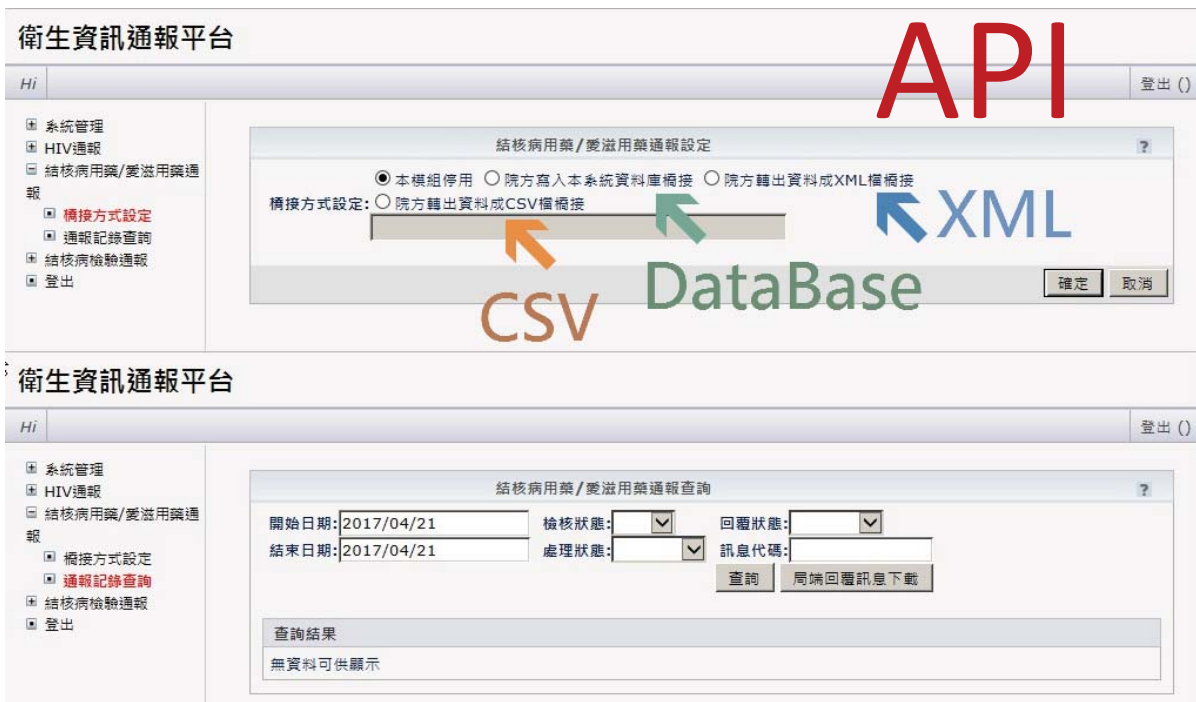 衛生資訊通報平台
API
Hi
登出 ()
系統管理
HIV通報
結核病用藥/愛滋用藥通
報
橋接方式設定
通報記錄查詢
結核病檢驗通報
登出
結核病用藥/愛滋用藥通報設定
?
本模組停用 院方寫入本系統資料庫橋接 院方轉出資料成XML檔橋接
橋接方式設定: 院方轉出資料成CSV檔橋接
XML
DataBase
CSV
確定 取消
衛生資訊通報平台
Hi
登出 ()
系統管理
HIV通報
結核病用藥/愛滋用藥通
報
橋接方式設定
通報記錄查詢
結核病檢驗通報
登出
結核病用藥/愛滋用藥通報查詢
?
開始日期: 2017/04/21 檢核狀態: 回覆狀態:
結束日期: 2017/04/21 處理狀態: 訊息代碼:
查詢 局端回覆訊息下載
查詢結果
無資料可供顯示